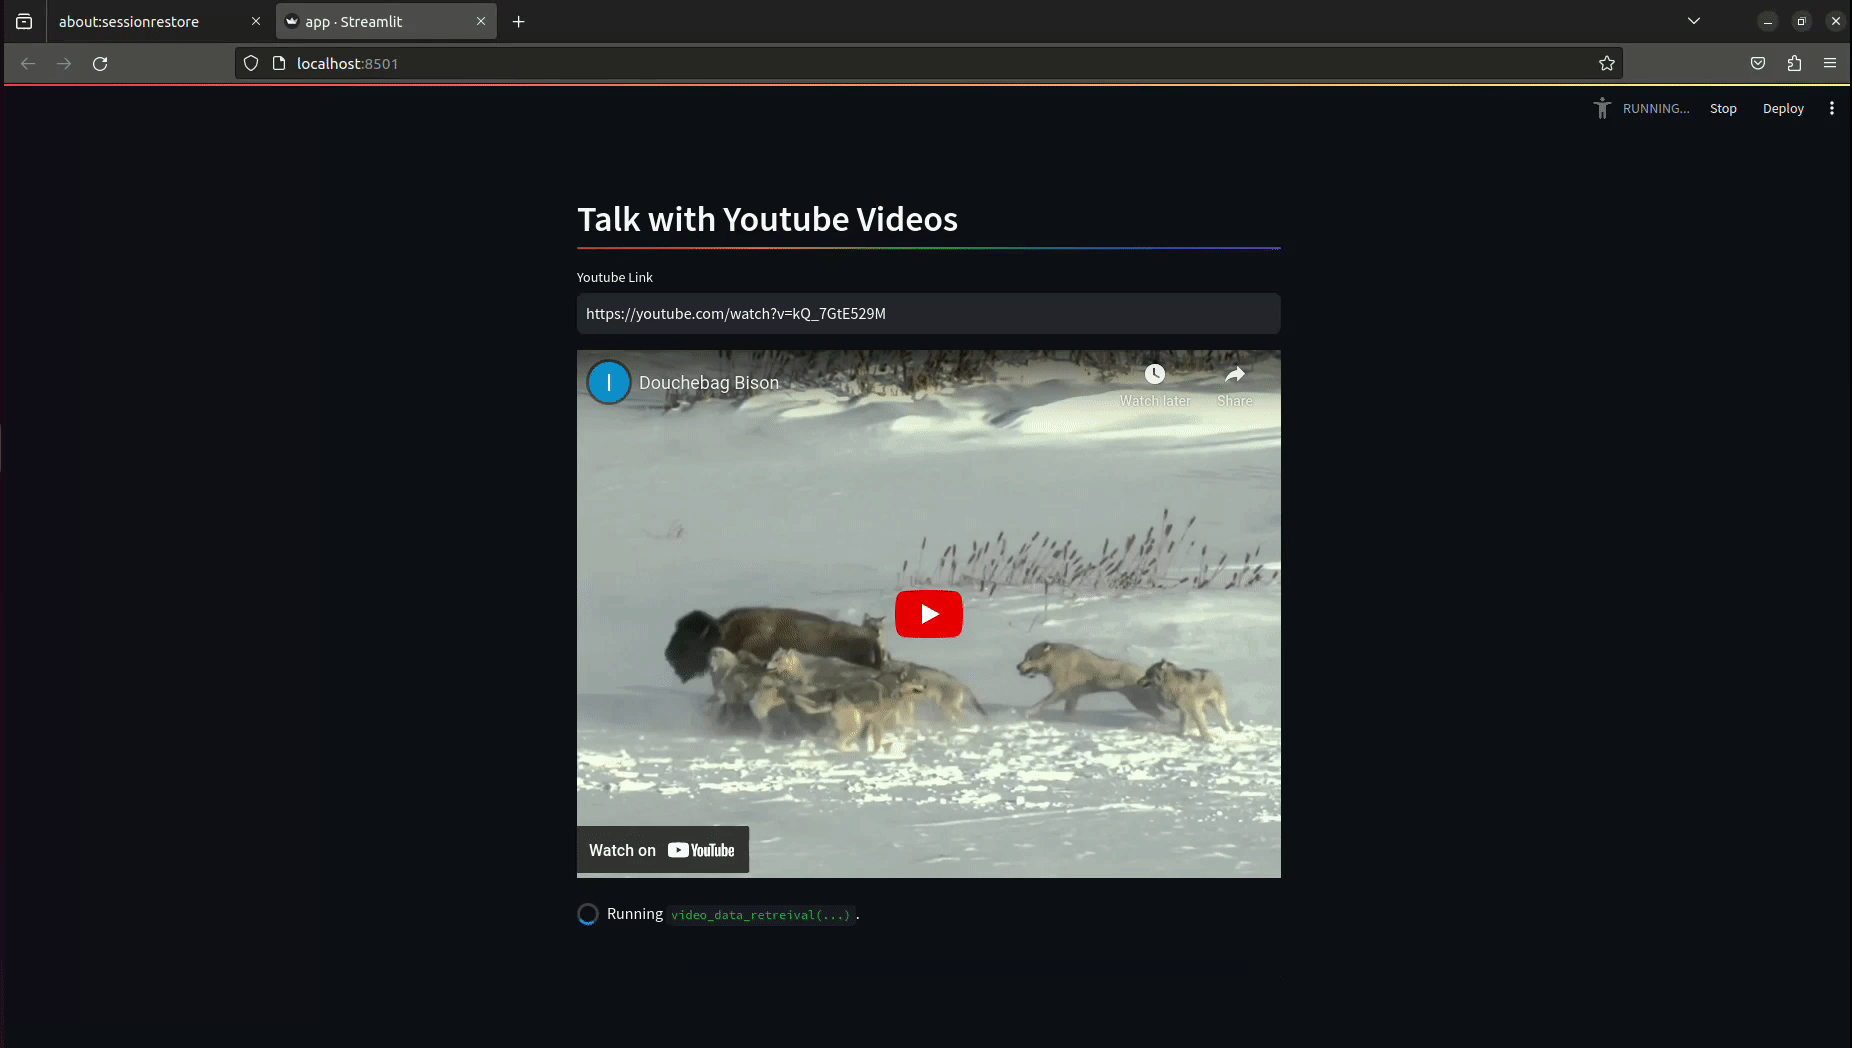 about:sessionrestore
app · Streamlit
localhost:8501
RUNNING...
Stop
Deploy
Talk with Youtube Videos
Youtube Link
https://youtube.com/watch?v=kQ_7GtE529M
I
Douchebag Bison
Watch later
Share
Watch on YouTube
Running video_data_retreival(...) .